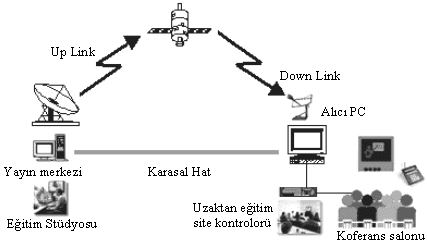 Up Link
Down Link
Alıcı PC
Yayın merkezi
Karasal Hat
Eğitim Stüdyosu
Uzaktan eğitim
site kontrolorü
Koferans salonu